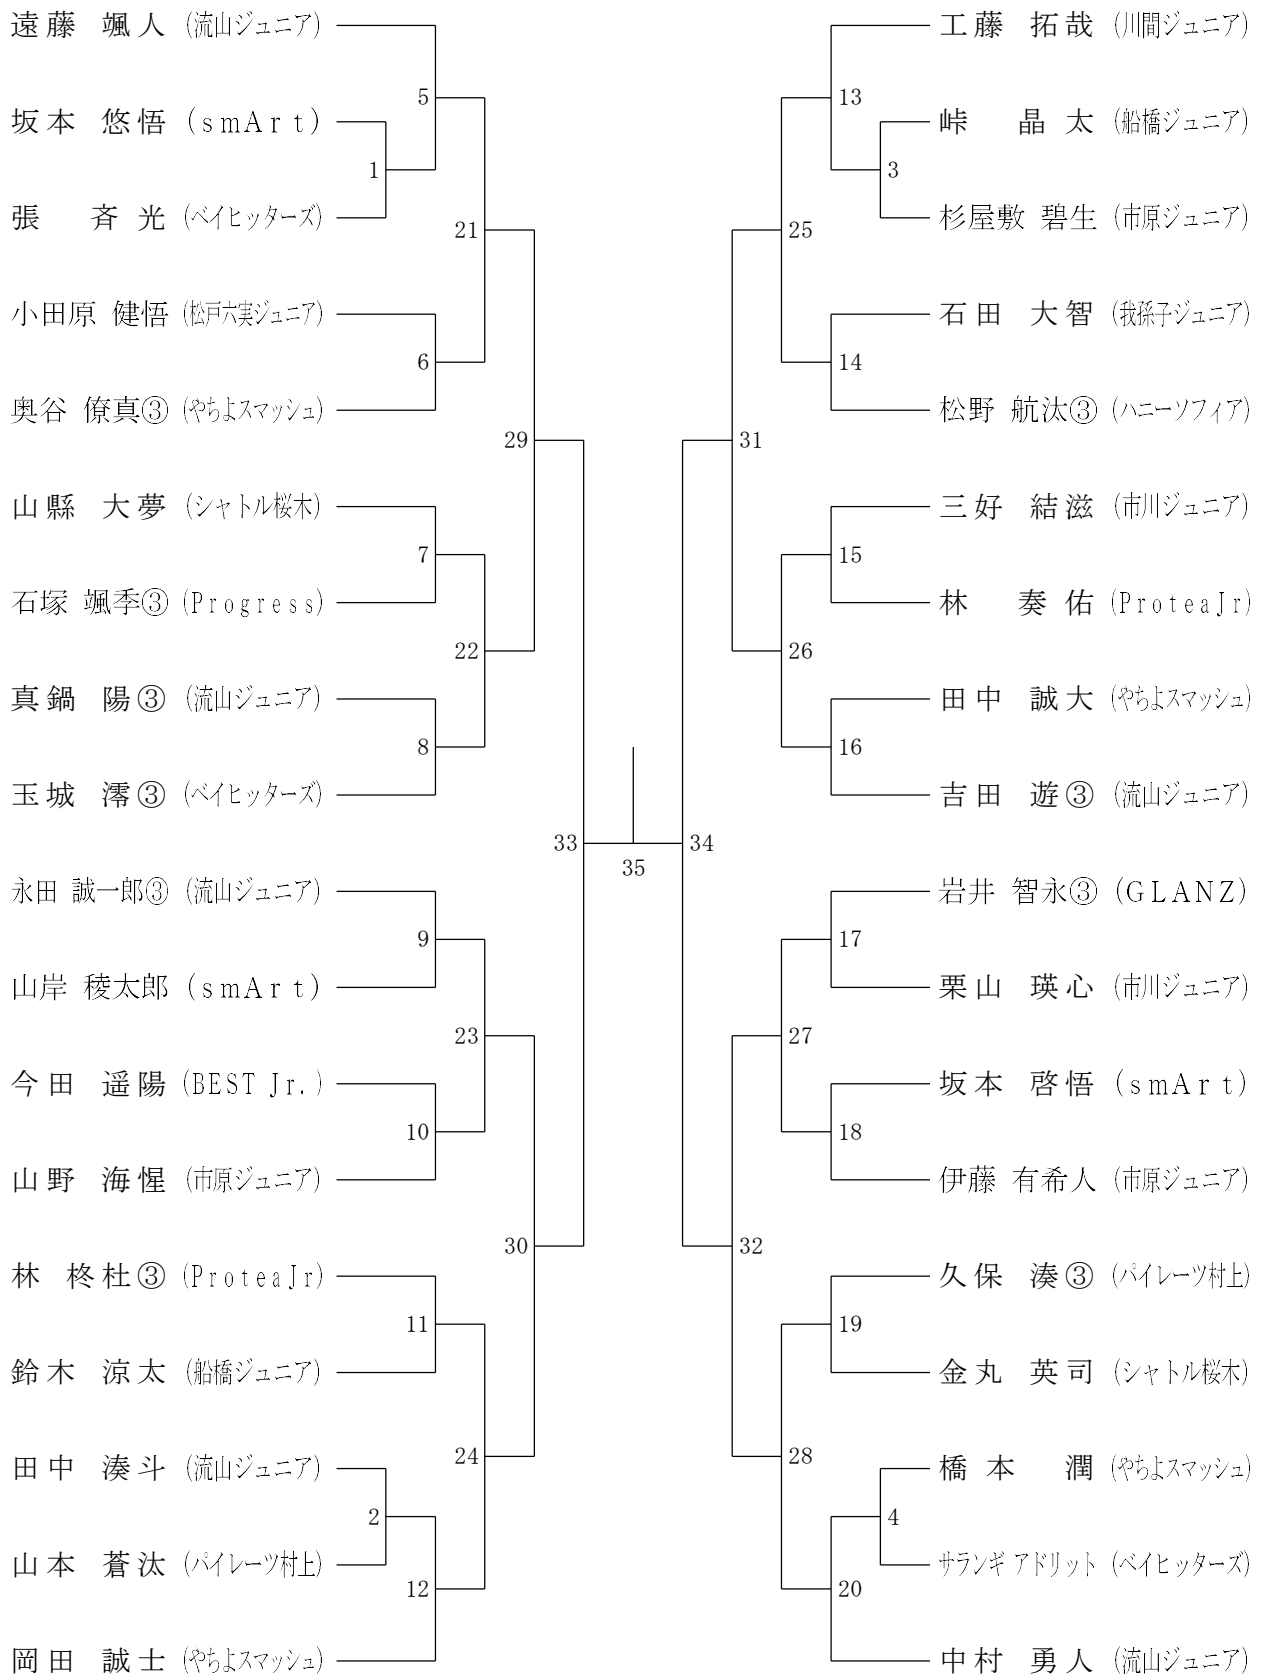 遠藤 颯人 (流山ジュニア)
5
坂本 悠悟 (smArt)
1
張 斉光 (ベイヒッターズ)
21
小田原 健悟 (松戸六実ジュニア)
6
奥谷 僚真③ (やちよスマッシュ)
29
山縣 大夢 (シャトル桜木)
7
石塚 颯季③ (Progress)
22
真鍋 陽③ (流山ジュニア)
8
玉城 澪③ (ベイヒッターズ)
33
永田 誠一郎③ (流山ジュニア)
9
山岸 稜太郎 (smArt)
23
今田 遥陽 (BEST Jr.)
10
山野 海惺 (市原ジュニア)
30
林 柊杜③ (ProteaJr)
11
鈴木 涼太 (船橋ジュニア)
24
田中 湊斗 (流山ジュニア)
2
山本 蒼汰 (パイレーツ村上)
12
岡田 誠士 (やちよスマッシュ)
35
工藤 拓哉 (川間ジュニア)
13
峠 晶太 (船橋ジュニア)
3
杉屋敷 碧生 (市原ジュニア)
25
石田 大智 (我孫子ジュニア)
14
松野 航汰③ (ハニーソフィア)
31
三好 結滋 (市川ジュニア)
15
林 奏佑 (ProteaJr)
26
田中 誠大 (やちよスマッシュ)
16
吉田 遊③ (流山ジュニア)
34
岩井 智永③ (GLANZ)
17
栗山 瑛心 (市川ジュニア)
27
坂本 啓悟 (smArt)
18
伊藤 有希人 (市原ジュニア)
32
久保 湊③ (パイレーツ村上)
19
金丸 英司 (シャトル桜木)
28
橋本 潤 (やちよスマッシュ)
4
サランギ アドリット (ベイヒッターズ)
20
中村 勇人 (流山ジュニア)